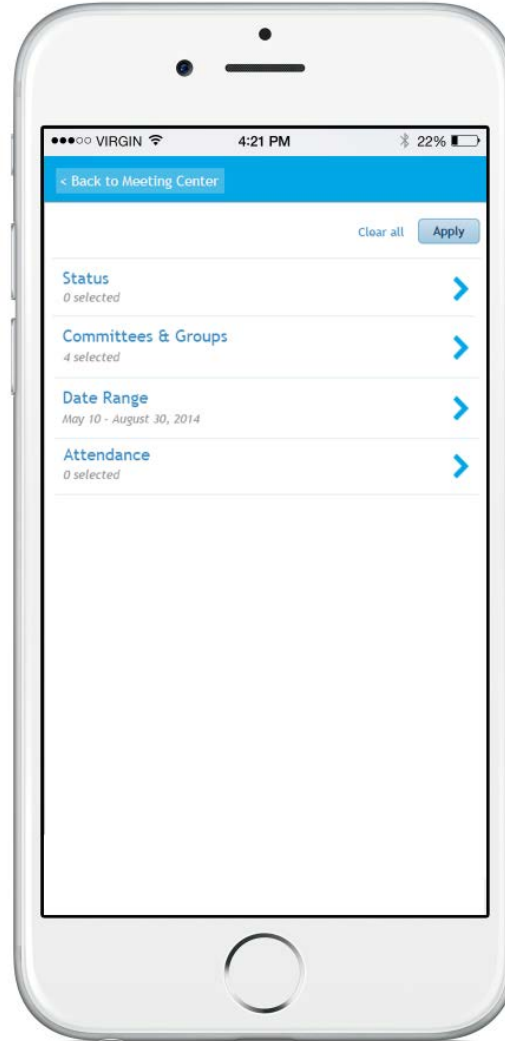 VIRGIN 4:21 PM 22%
< Back to Meeting Center
Clear all Apply
Status
0 selected
Committees & Groups
4 selected
Date Range
May 10 - August 30, 2014
Attendance
0 selected